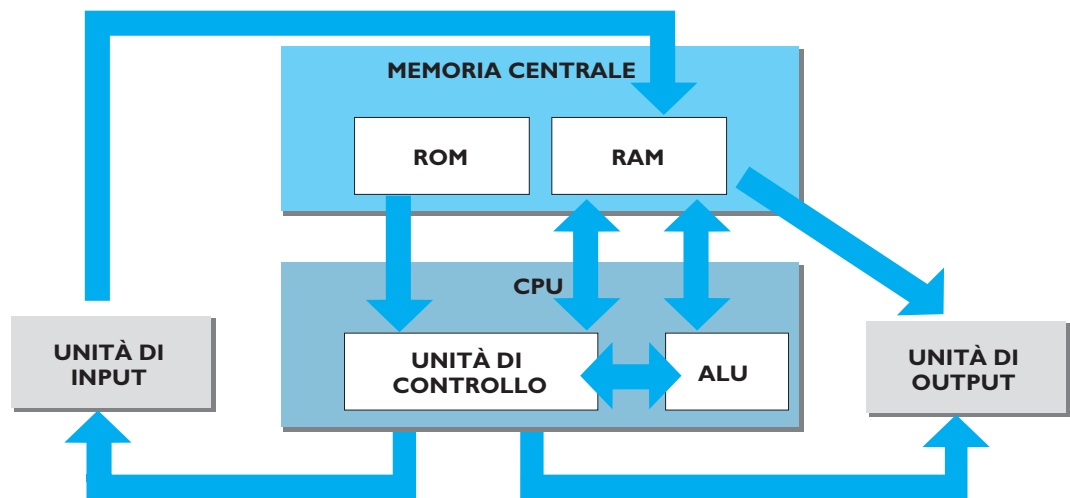 MEMORIA CENTRALE
ROM
RAM
CPU
UNITÀ DI
INPUT
UNITÀ DI
CONTROLLO
ALU
UNITÀ DI
OUTPUT